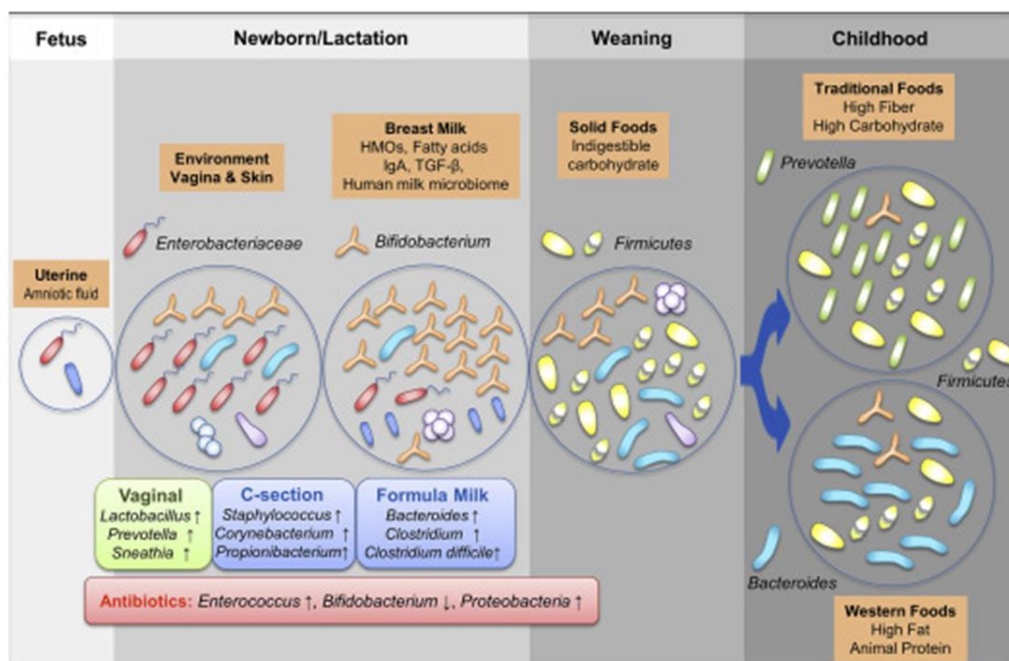 Fetus
Newborn/Lactation
Weaning
Childhood
Uterine
Amniotic fluid
Environment
Vagina & Skin
Enterobacteriaceae
Breast Milk
HMOs, Fatty acids
IgA, TGF-β,
Human milk microbiome
Bifidobacterium
Solid Foods
Indigestible
carbohydrate
Firmicutes
Traditional Foods
High Fiber
High Carbohydrate
Prevotella
Firmicutes
Bacteroides
Western Foods
High Fat
Animal Protein
Vaginal
Lactobacillus ↑
Prevotella ↑
Sneathia ↑
C-section
Staphylococcus ↑
Corynebacterium ↑
Propionibacterium↑
Formula Milk
Bacteroides ↑
Clostridium ↑
Clostridium difficile↑
Antibiotics: Enterococcus ↑, Bifidobacterium ↓, Proteobacteria ↑